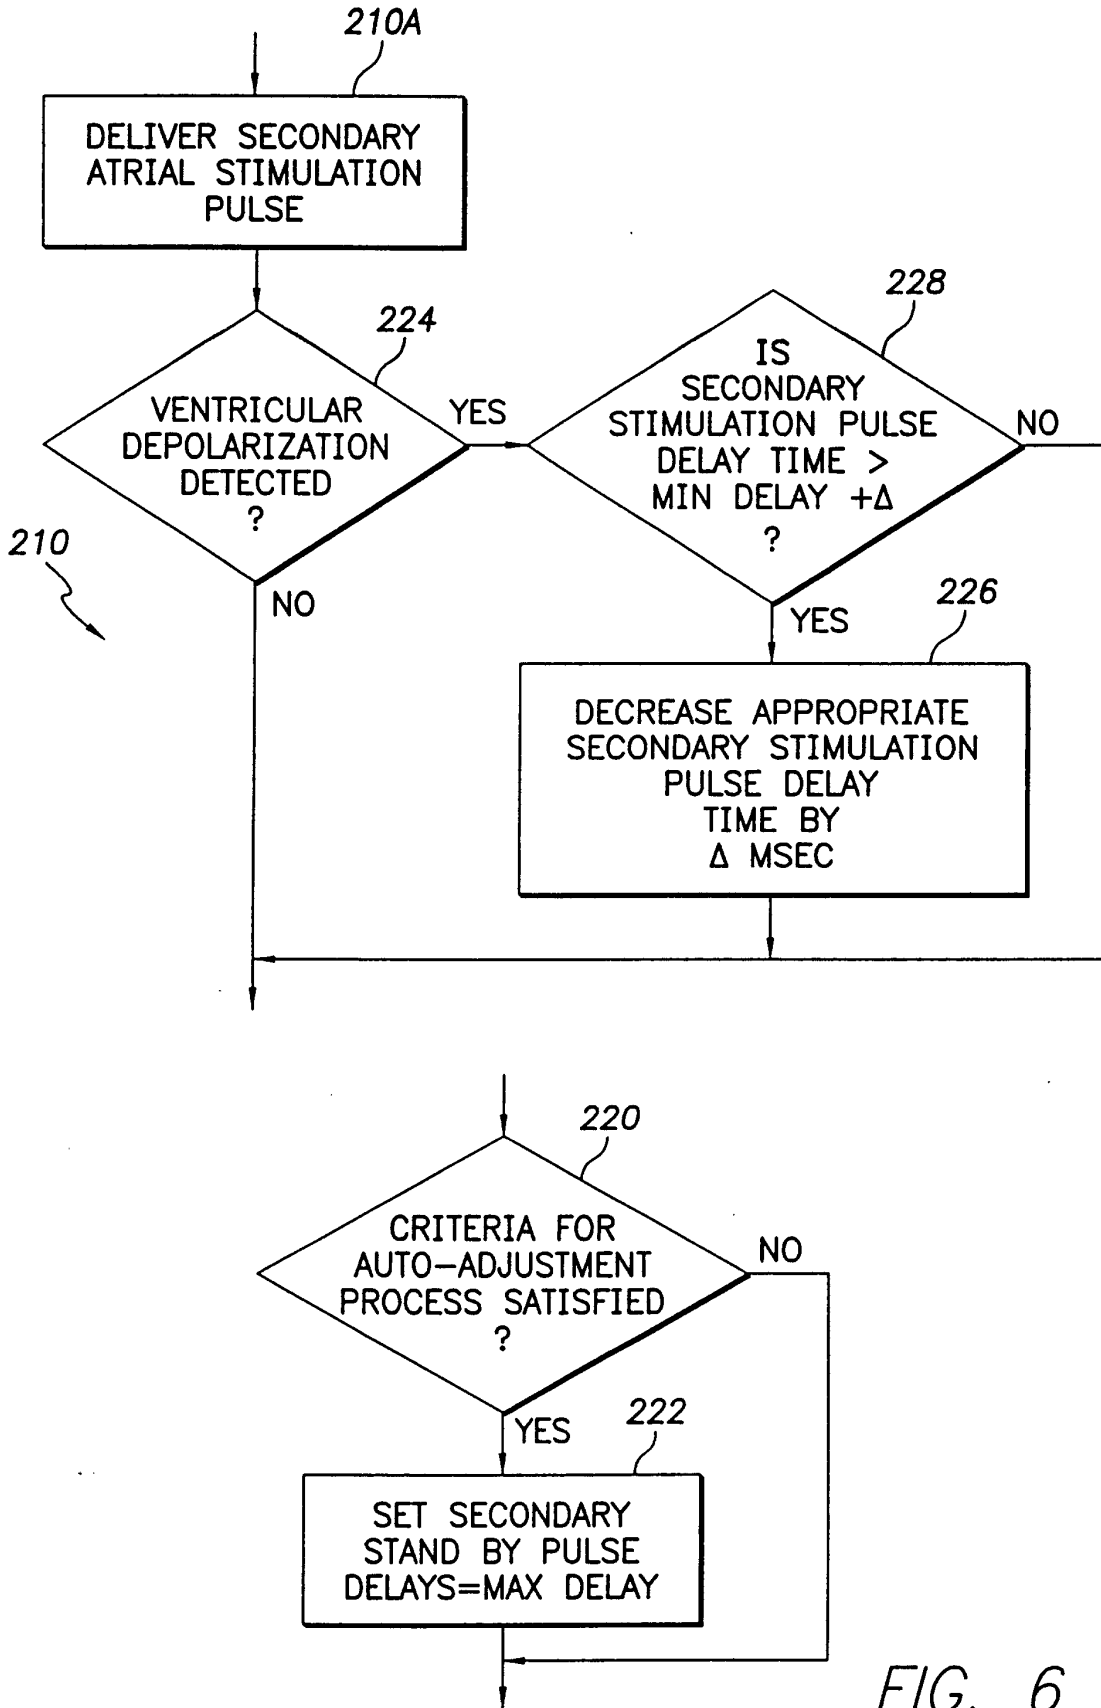 210A
DELIVER SECONDARY
ATRIAL STIMULATION
PULSE
224
VENTRICULAR
DEPOLARIZATION
DETECTED
?
YES
NO
210
228
IS
SECONDARY
STIMULATION PULSE
DELAY TIME >
MIN DELAY +Δ
?
NO
YES
226
DECREASE APPROPRIATE
SECONDARY STIMULATION
PULSE DELAY
TIME BY
Δ MSEC
220
CRITERIA FOR
AUTO-ADJUSTMENT
PROCESS SATISFIED
?
NO
YES
222
SET SECONDARY
STAND BY PULSE
DELAYS=MAX DELAY
FIG. 6